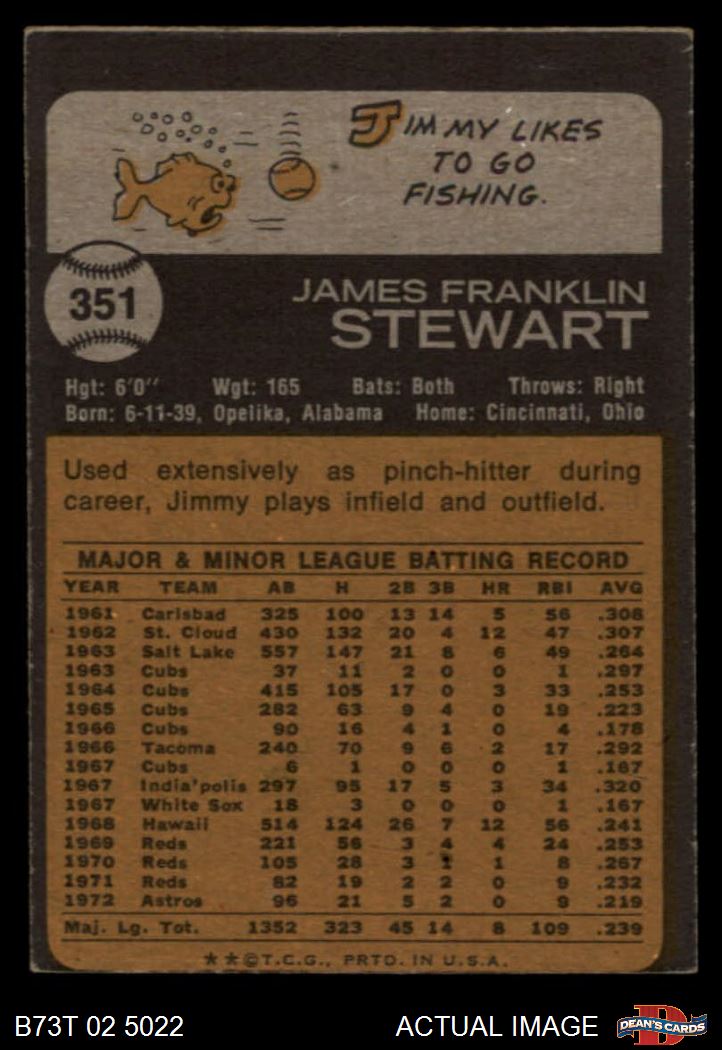 JIMMY LIKES
TO GO
FISHING.
351
JAMES FRANKLIN
STEWART
Hgt: 6'0" Wgt: 165 Bats: Both Throws: Right
Born: 6-11-39, Opelika, Alabama Home: Cincinnati, Ohio
Used extensively as pinch-hitter during
career, Jimmy plays infield and outfield.
MAJOR & MINOR LEAGUE BATTING RECORD
YEAR TEAM AB H 2B 3B HR RBI AVG
1961 Carlsbad 325 100 13 14 5 56 .308
1962 St. Cloud 430 132 20 4 12 47 .307
1963 Salt Lake 557 147 21 8 6 49 .264
1963 Cubs 37 11 2 0 0 1 .297
1964 Cubs 415 105 17 0 3 33 .253
1965 Cubs 282 63 9 4 0 19 .223
1966 Cubs 90 16 4 1 0 4 .178
1966 Tacoma 240 70 9 6 2 17 .292
1967 Cubs 6 1 0 0 0 1 .167
1967 India'polis 297 95 17 5 3 34 .320
1967 White Sox 18 3 0 0 0 1 .167
1968 Hawaii 514 124 26 7 12 56 .241
1969 Reds 221 56 3 4 4 24 .253
1970 Reds 105 28 3 1 1 8 .267
1971 Reds 82 19 2 2 0 9 .232
1972 Astros 96 21 5 2 0 9 .219
Maj. Lg. Tot. 1352 323 45 14 8 109 .239
★★©T.C.G., PRTD. IN U.S.A.
B73T 02 5022 ACTUAL IMAGE
D
DEAN'S CARDS